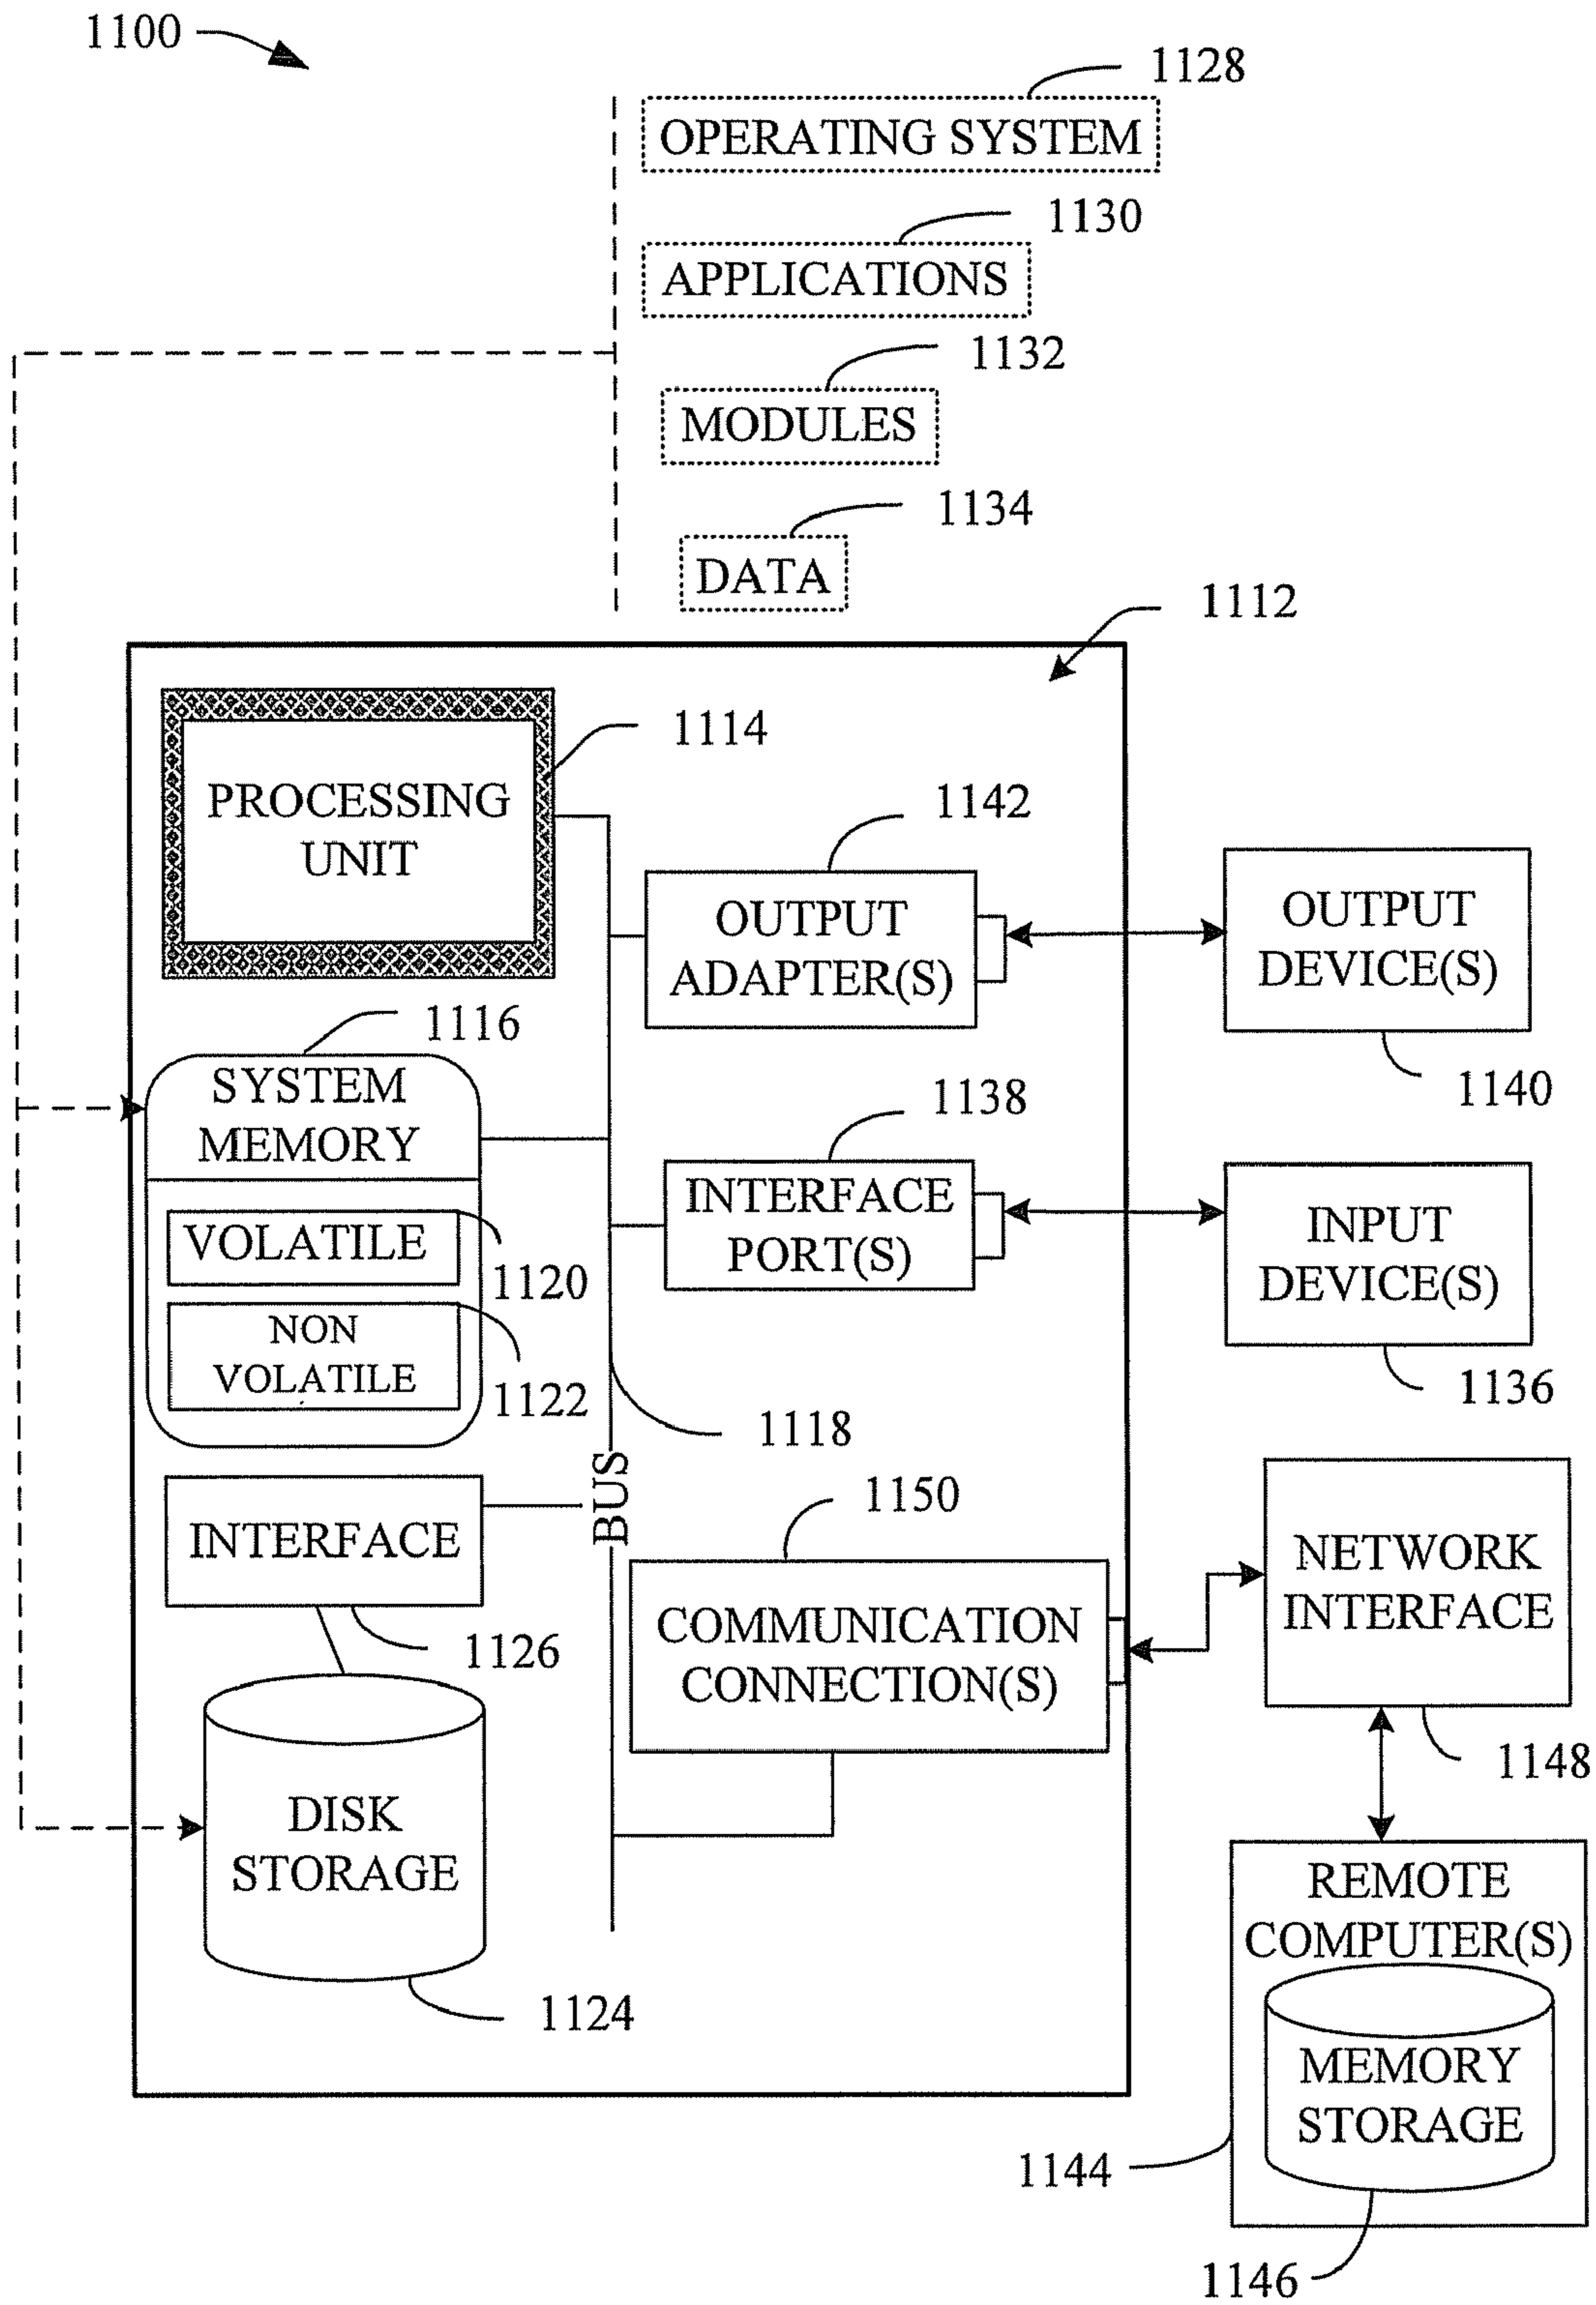 1100
1128
OPERATING SYSTEM
1130
APPLICATIONS
1132
MODULES
1134
DATA
1112
1114
PROCESSING
UNIT
1142
OUTPUT
ADAPTER(S)
OUTPUT
DEVICE(S)
1140
1116
SYSTEM
MEMORY
1138
INTERFACE
PORT(S)
INPUT
DEVICE(S)
1136
VOLATILE
1120
NON
VOLATILE
1122
1118
BUS
INTERFACE
1126
1150
COMMUNICATION
CONNECTION(S)
NETWORK
INTERFACE
1148
DISK
STORAGE
1124
REMOTE
COMPUTER(S)
MEMORY
STORAGE
1144
1146